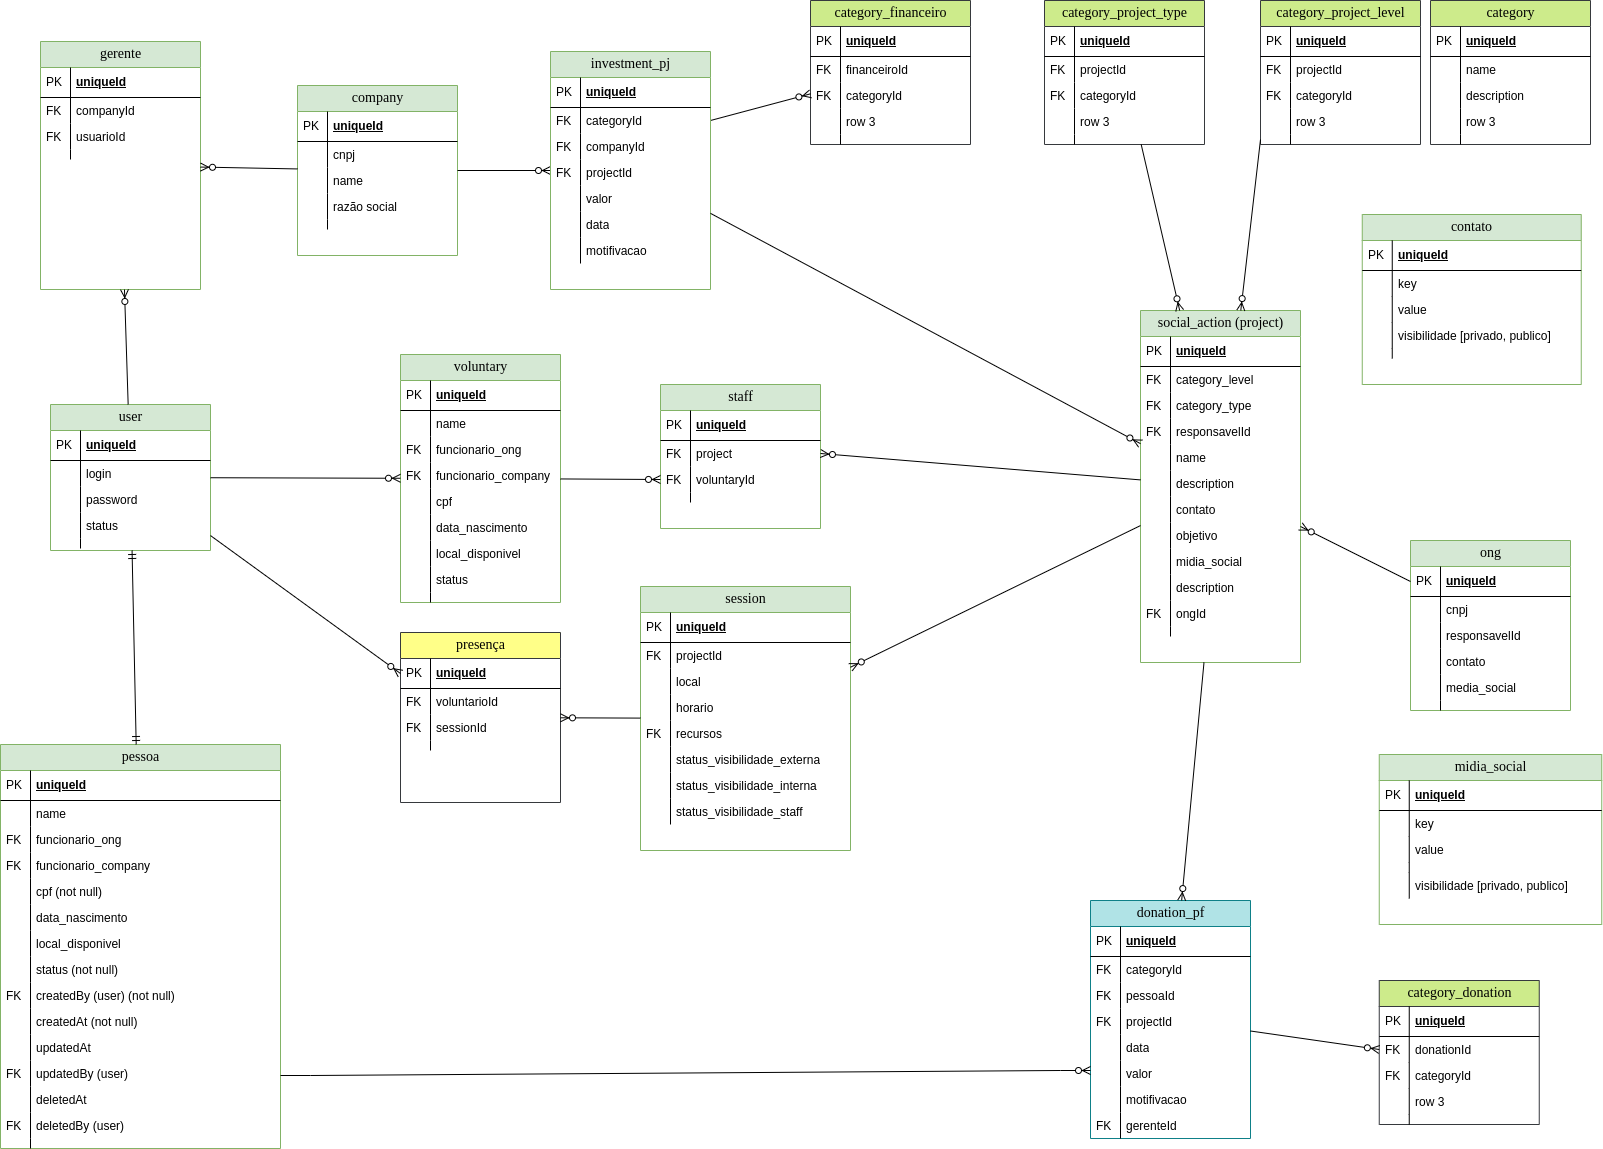 category_financeiro
PK uniqueId
FK financeiroId
FK categoryId
row 3
category_project_type
PK uniqueId
FK projectId
FK categoryId
row 3
category_project_level
PK uniqueId
FK projectId
FK categoryId
row 3
category
PK uniqueId
name
description
row 3
gerente
PK uniqueId
FK companyId
FK usuarioId
company
PK uniqueId
cnpj
name
razão social
investment_pj
PK uniqueId
FK categoryId
FK companyId
FK projectId
valor
data
motifivacao
contato
PK uniqueId
key
value
visibilidade [privado, publico]
social_action (project)
PK uniqueId
FK category_level
FK category_type
FK responsavelId
name
description
contato
objetivo
midia_social
description
FK ongId
voluntary
PK uniqueId
name
FK funcionario_ong
FK funcionario_company
cpf
data_nascimento
local_disponivel
status
staff
PK uniqueId
FK project
FK voluntaryId
user
PK uniqueId
login
password
status
ong
PK uniqueId
cnpj
responsavelId
contato
media_social
session
PK uniqueId
FK projectId
local
horario
FK recursos
status_visibilidade_externa
status_visibilidade_interna
status_visibilidade_staff
presença
PK uniqueId
FK voluntarioId
FK sessionId
pessoa
PK uniqueId
name
FK funcionario_ong
FK funcionario_company
cpf (not null)
data_nascimento
local_disponivel
status (not null)
FK createdBy (user) (not null)
createdAt (not null)
updatedAt
FK updatedBy (user)
deletedAt
FK deletedBy (user)
midia_social
PK uniqueId
key
value
visibilidade [privado, publico]
donation_pf
PK uniqueId
FK categoryId
FK pessoaId
FK projectId
data
valor
motifivacao
FK gerenteId
category_donation
PK uniqueId
FK donationId
FK categoryId
row 3